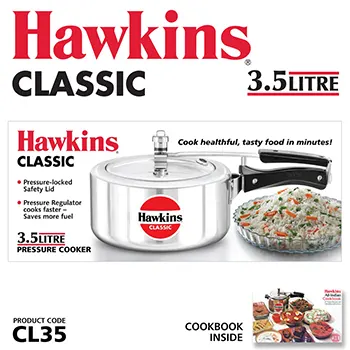 Hawkins®
CLASSIC
3.5LITRE
Hawkins®
CLASSIC
Cook healthful, tasty food in minutes!
• Pressure-locked
Safety Lid
• Pressure Regulator
cooks faster –
Saves more fuel
3.5LITRE
PRESSURE COOKER
Hawkins
CLASSIC
PRODUCT CODE
CL35
COOKBOOK
INSIDE
Hawkins